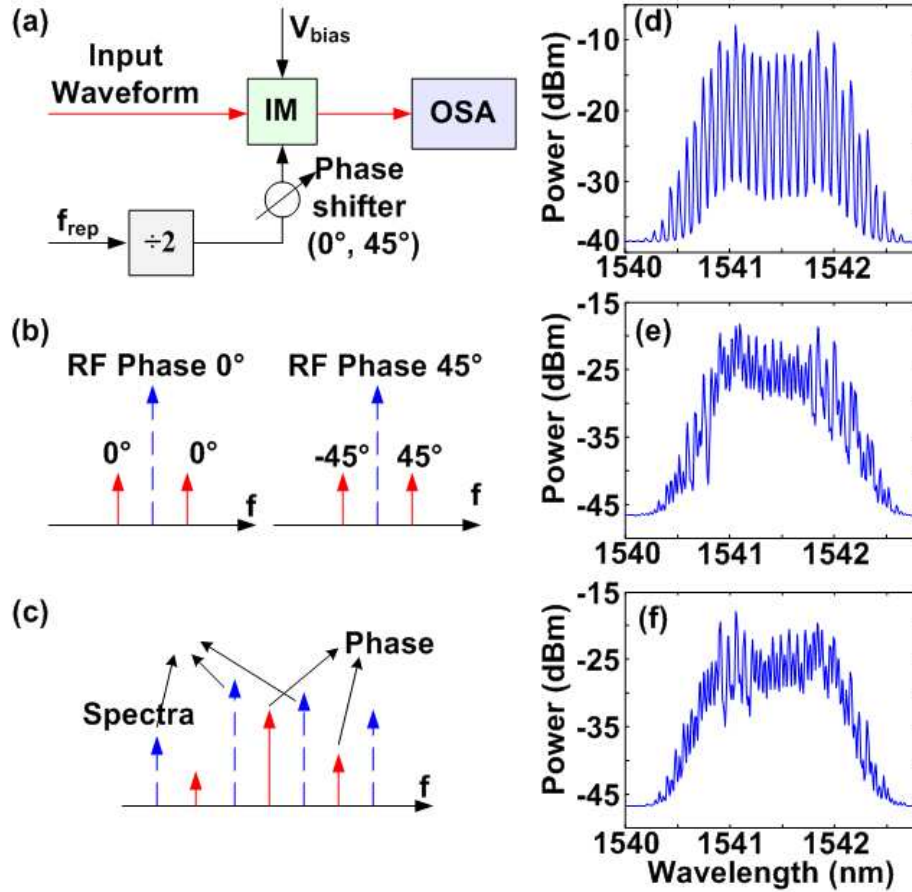 (a)
V_bias
Input
Waveform
IM
OSA
Phase
shifter
(0°, 45°)
f_rep
÷2
(b)
RF Phase 0°
RF Phase 45°
0°
0°
f
-45°
45°
f
(c)
Phase
Spectra
f
(d)
Power (dBm)
-10
-20
-30
-40
1540
1541
1542
(e)
Power (dBm)
-15
-25
-35
-45
1540
1541
1542
(f)
Power (dBm)
-15
-25
-35
-45
1540
1541
1542
Wavelength (nm)